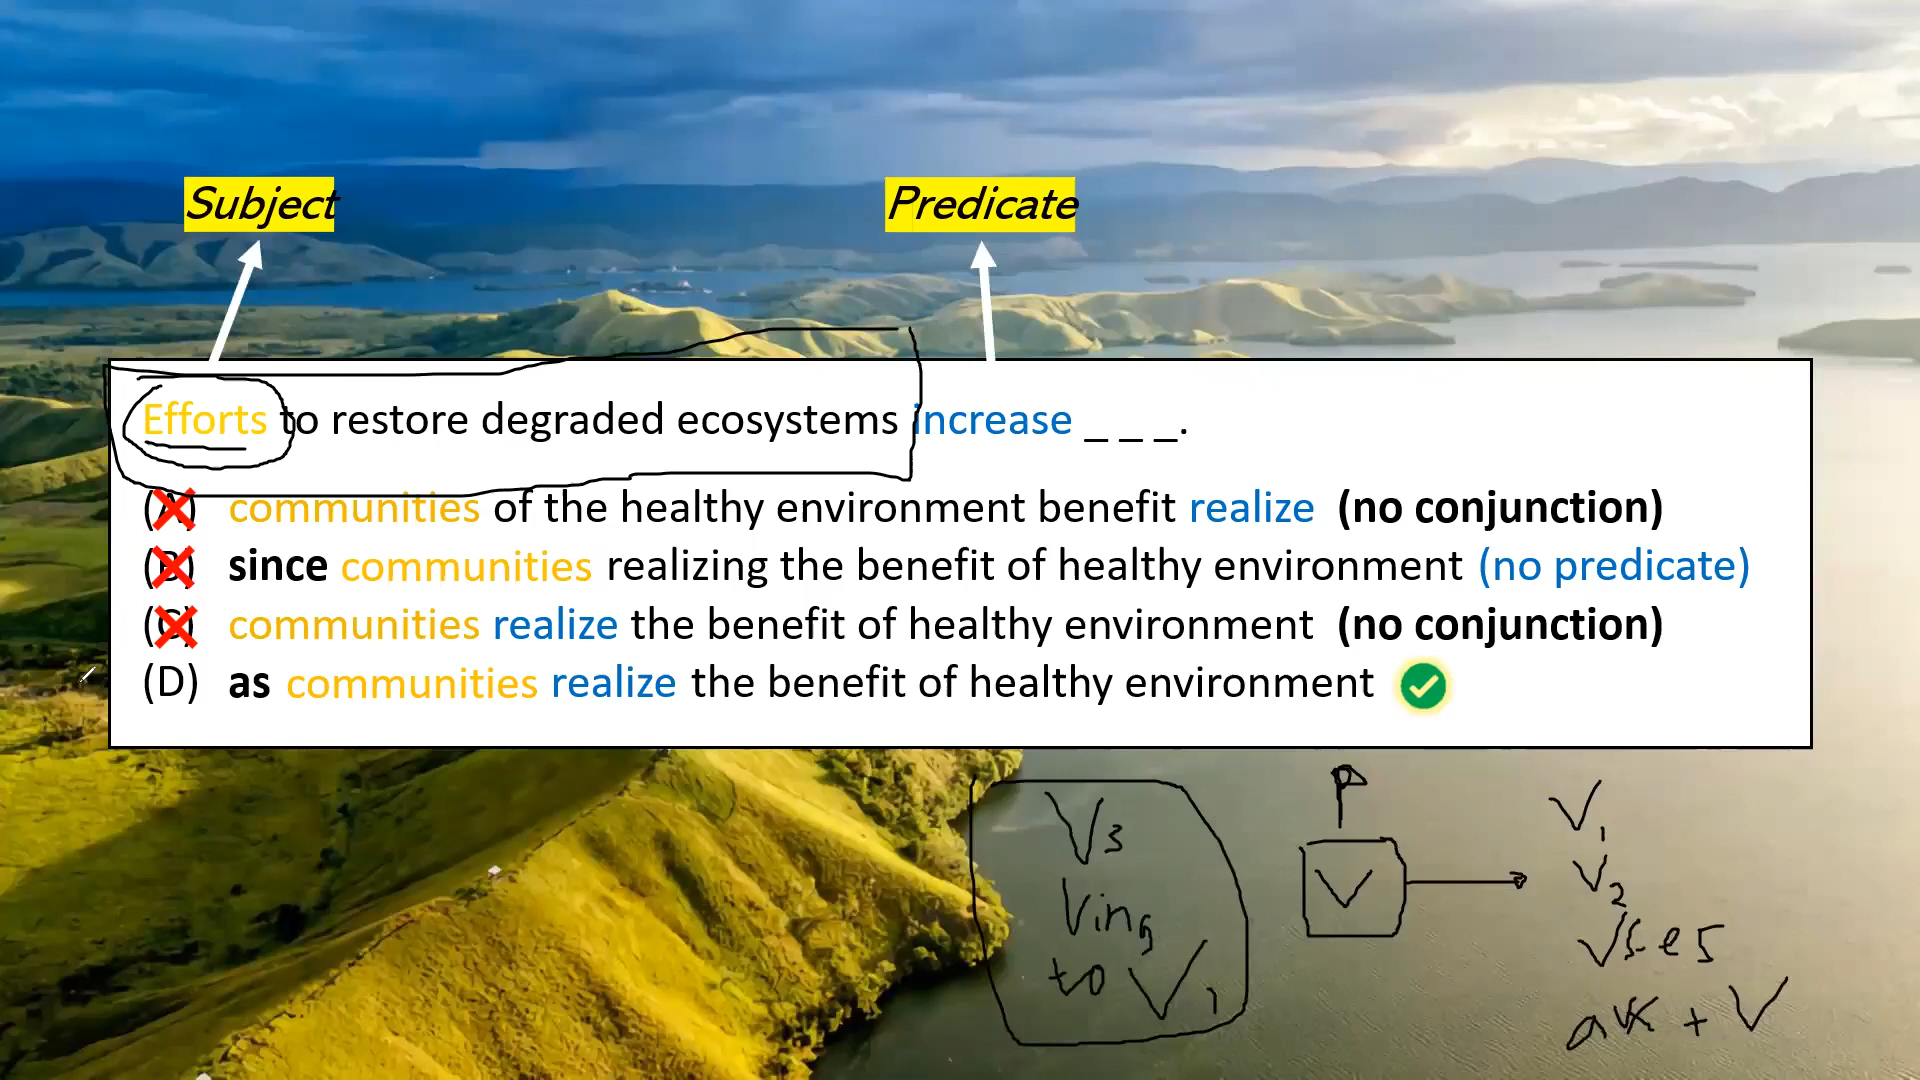 Subject
Predicate
Efforts to restore degraded ecosystems increase _ _ _.
(A) communities of the healthy environment benefit realize (no conjunction)
(B) since communities realizing the benefit of healthy environment (no predicate)
(C) communities realize the benefit of healthy environment (no conjunction)
(D) as communities realize the benefit of healthy environment
P
V3
Ving
to V1
V
V1
V2
Vs-es
aux + V